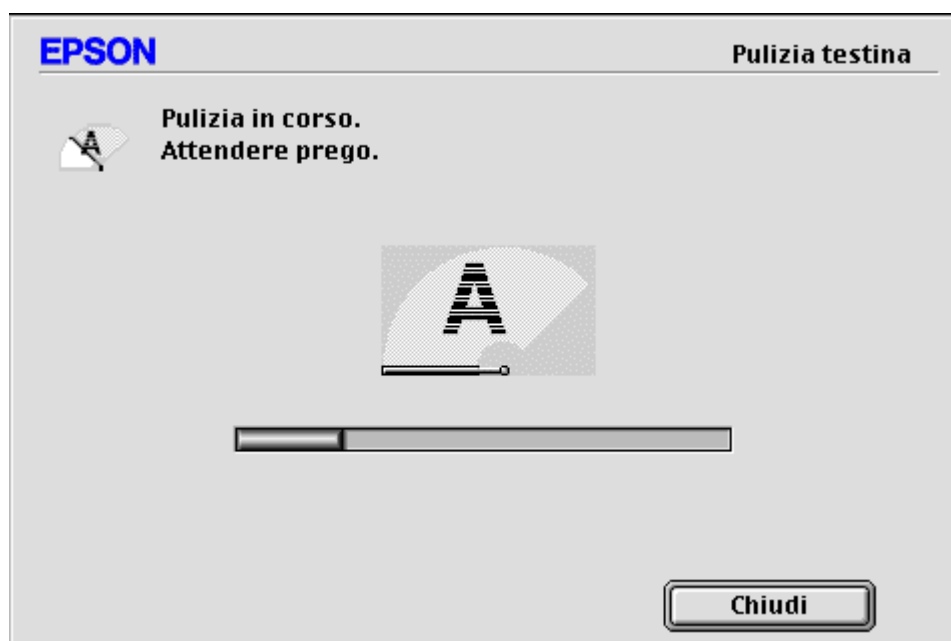 EPSON
Pulizia testina
Pulizia in corso.
Attendere prego.
A
Chiudi